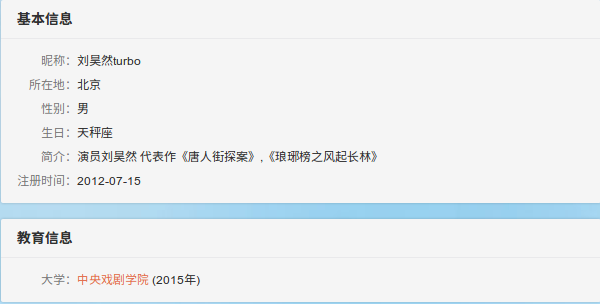 基本信息
昵称：刘昊然turbo
所在地：北京
性别：男
生日：天秤座
简介：演员刘昊然 代表作《唐人街探案》,《琅琊榜之风起长林》
注册时间：2012-07-15
教育信息
大学：中央戏剧学院 (2015年)